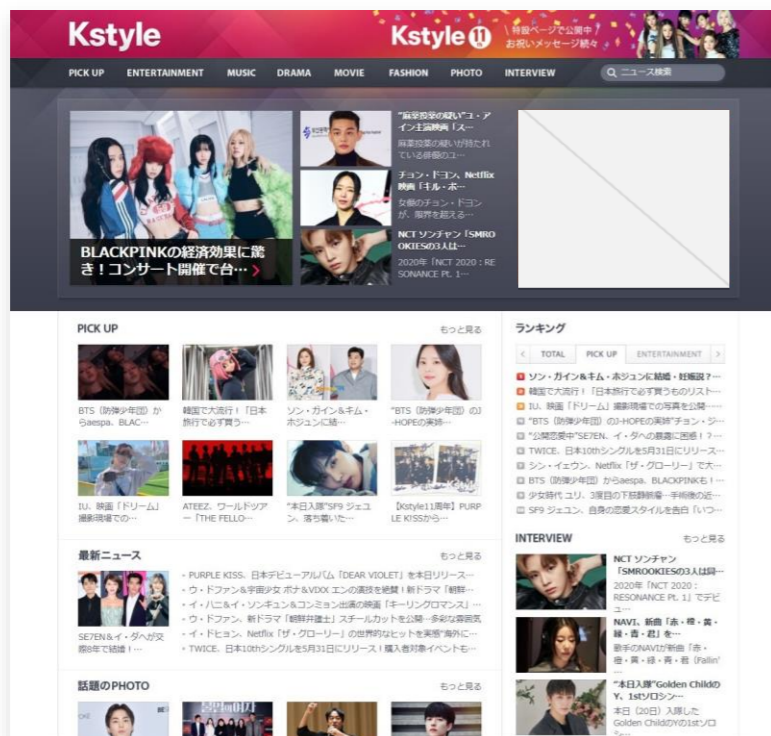 Kstyle
Kstyle 11
特設ページで公開中!
お祝いメッセージ続々
PICK UP ENTERTAINMENT MUSIC DRAMA MOVIE FASHION PHOTO INTERVIEW ニュース検索
BLACKPINKの経済効果に驚
き!コンサート開催で台…
"麻薬投薬の疑い"ユ・ア
イン主演映画「ス…
麻薬投薬の疑いが持たれ
ている俳優のユ…
チョン・ドヨン、Netflix
映画「キル・ボ…
女優のチョン・ドヨン
が、限界を超える…
NCT ソンチャン「SMRO
OKIESの3人は…
2020年「NCT 2020:RE
SONANCE Pt. 1…
PICK UP もっと見る
BTS(防弾少年団)か
らaespa、BLAC…
韓国で大流行!「日本
旅行で必ず買う…
ソン・ガイン&キム・
ホジュンに結…
"BTS(防弾少年団)のJ
-HOPEの実姉…
IU、映画「ドリーム」
撮影現場での…
ATEEZ、ワールドツア
ー「THE FELLO…
"本日入隊"SF9 ジェユ
ン、落ち着いた…
【Kstyle11周年】PURP
LE KISSから…
最新ニュース もっと見る
SE7EN&イ・ダヘが交
際8年で結婚!…
・PURPLE KISS、日本デビューアルバム「DEAR VIOLET」を本日リリース…
・ウ・ドファン&宇宙少女 ボナ&VIXX エンの演技を絶賛!新ドラマ「朝鮮…
・イ・ハニ&イ・ソンギュン&コンミョン出演の映画「キーリングロマンス」…
・ウ・ドファン、新ドラマ「朝鮮弁護士」スチールカットを公開…多彩な雰囲気
・イ・ドヒョン、Netflix「ザ・グローリー」の世界的なヒットを実感"海外に…
・TWICE、日本10thシングルを5月31日にリリース!購入者対象イベントも…
話題のPHOTO もっと見る
ランキング
TOTAL PICK UP ENTERTAINMENT
ソン・ガイン&キム・ホジュンに結婚・妊娠説?…
韓国で大流行!「日本旅行で必ず買うものリスト…
IU、映画「ドリーム」撮影現場での写真を公開…
"BTS(防弾少年団)のJ-HOPEの実姉"チョン・ジ…
"公開恋愛中"SE7EN、イ・ダヘの暴露に困惑!?…
TWICE、日本10thシングルを5月31日にリリース…
シン・イェウン、Netflix「ザ・グローリー」で大…
BTS(防弾少年団)からaespa、BLACKPINKも!…
少女時代 ユリ、3度目の下肢静脈瘤…手術後の近…
SF9 ジェユン、自身の恋愛スタイルを告白「いつ…
INTERVIEW もっと見る
NCT ソンチャン
「SMROOKIESの3人は同…
2020年「NCT 2020:
RESONANCE Pt. 1」でデビ
ュ…
NAVI、新曲「赤・橙・黄・
緑・青・君」を…
歌手のNAVIが新曲「赤・
橙・黄・緑・青・君(Fallin'
"本日入隊"Golden Childの
Y、1stソロシン…
本日(20日)入隊した
Golden ChildのYの1stソロ